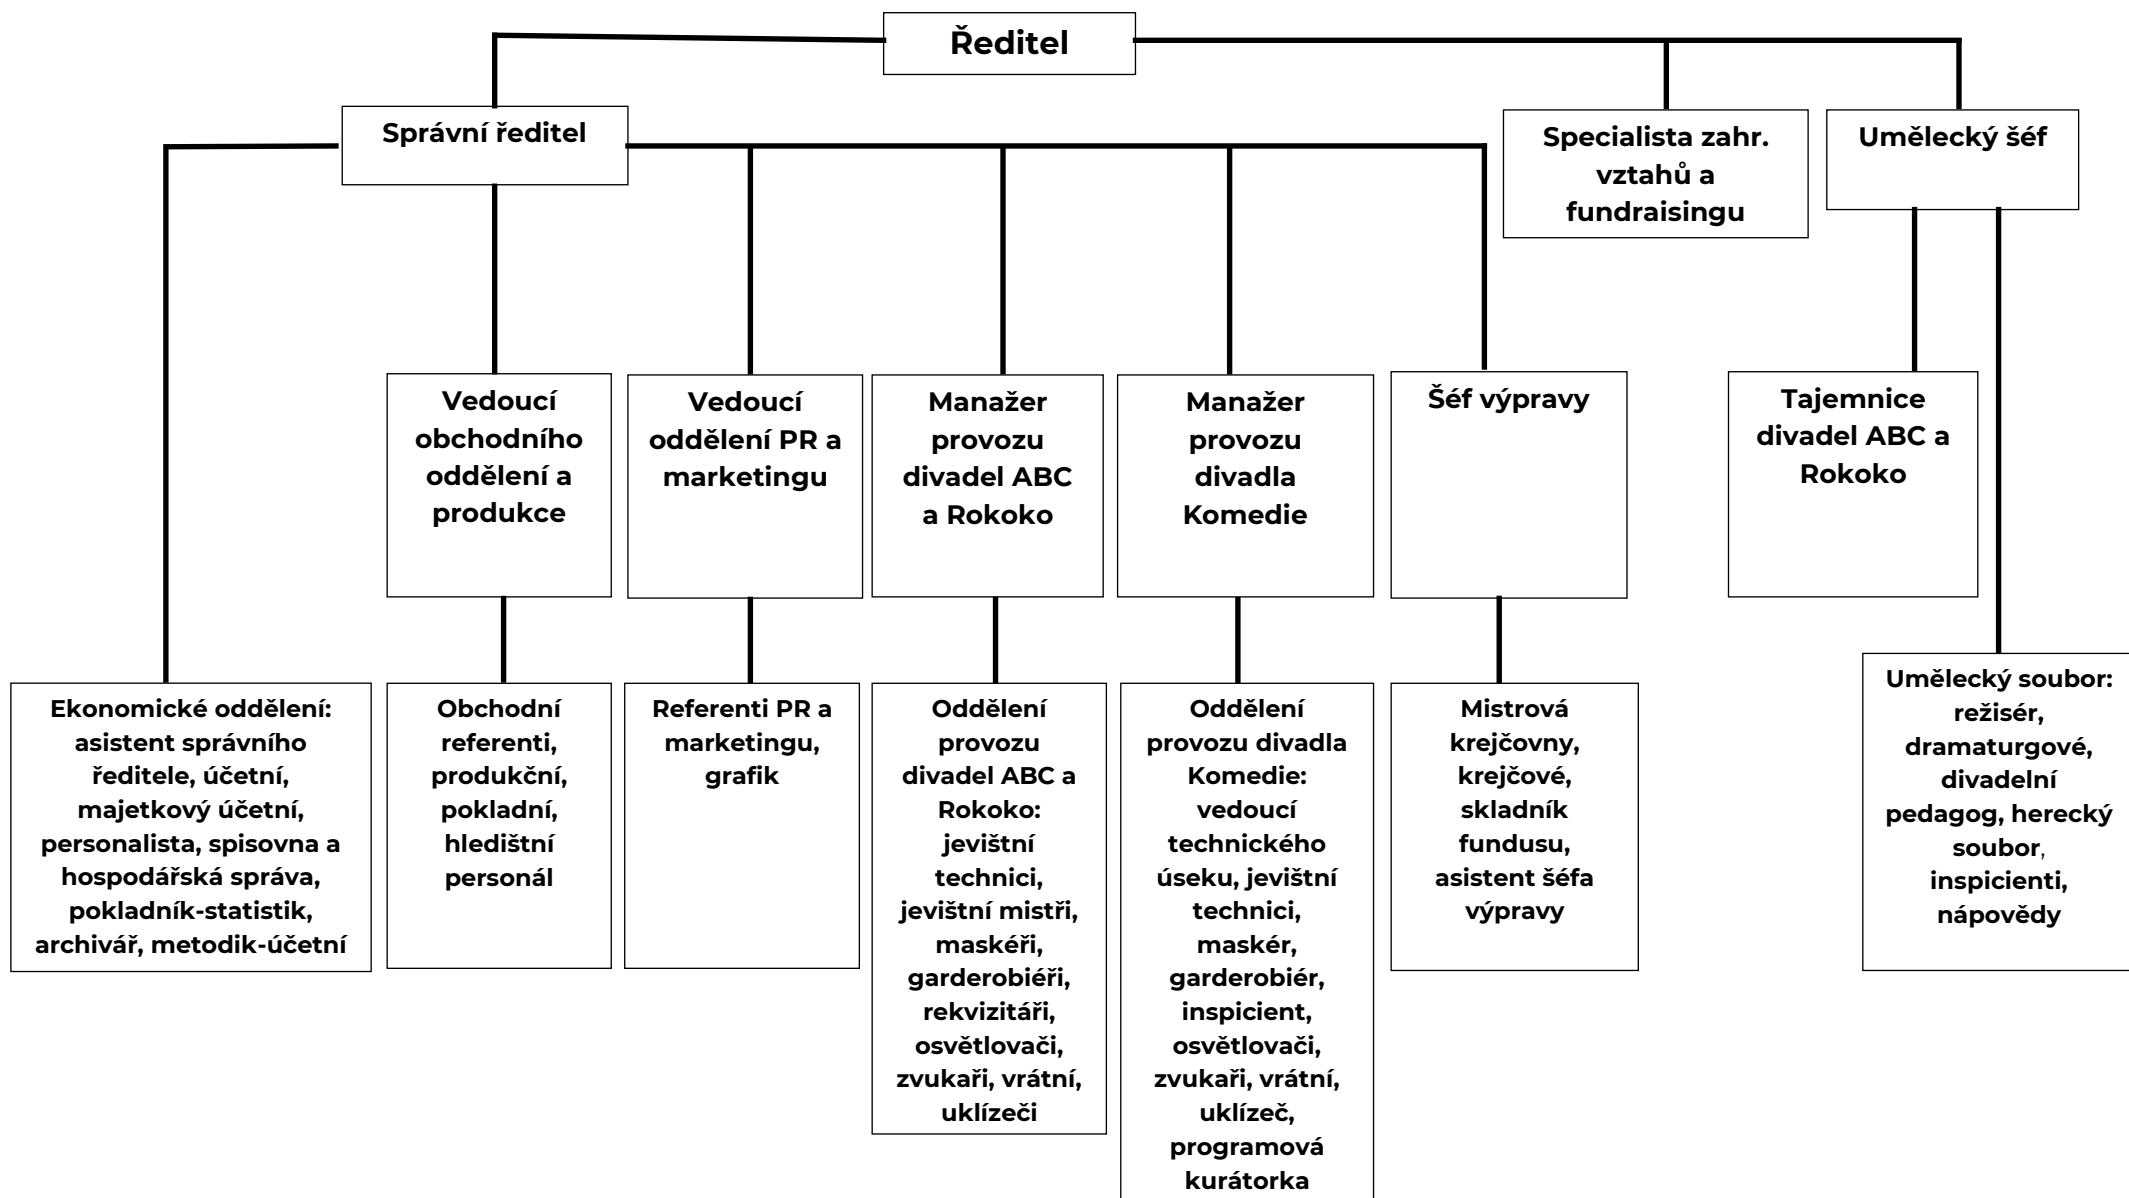 Ředitel
Správní ředitel
Specialista zahr.
vztahů a
fundraisingu
Umělecký šéf
Vedoucí
obchodního
oddělení a
produkce
Vedoucí
oddělení PR a
marketingu
Manažer
provozu
divadel ABC
a Rokoko
Manažer
provozu
divadla
Komedie
Šéf výpravy
Tajemnice
divadel ABC a
Rokoko
Ekonomické oddělení:
asistent správního
ředitele, účetní,
majetkový účetní,
personalista, spisovna a
hospodářská správa,
pokladník-statistik,
archivář, metodik-účetní
Obchodní
referenti,
produkční,
pokladní,
hledištní
personál
Referenti PR a
marketingu,
grafik
Oddělení
provozu
divadel ABC a
Rokoko:
jevištní
technici,
jevištní mistři,
maskéři,
garderobiéři,
rekvizitáři,
osvětlovači,
zvukaři, vrátní,
uklízeči
Oddělení
provozu divadla
Komedie:
vedoucí
technického
úseku, jevištní
technici,
maskér,
garderobiér,
inspicient,
osvětlovači,
zvukaři, vrátní,
uklízeč,
programová
kurátorka
Mistrová
krejčovny,
krejčové,
skladník
fundusu,
asistent šéfa
výpravy
Umělecký soubor:
režisér,
dramaturgové,
divadelní
pedagog, herecký
soubor,
inspicienti,
nápovědy